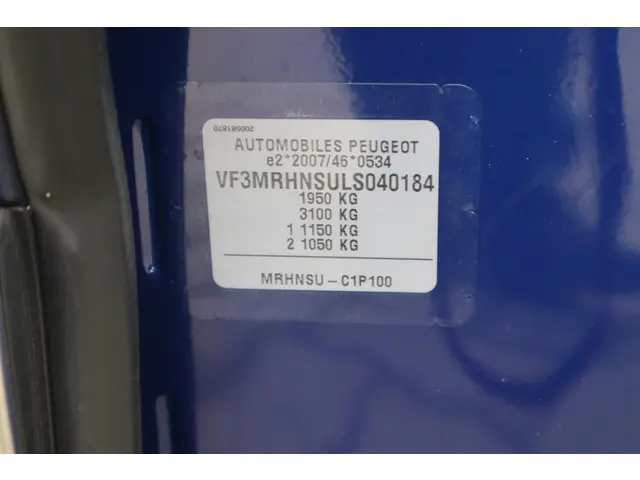 200581870
AUTOMOBILES PEUGEOT
e2*2007/46*0534
VF3MRHNSULS040184
1950 KG
3100 KG
1 1150 KG
2 1050 KG
MRHNSU-C1P100